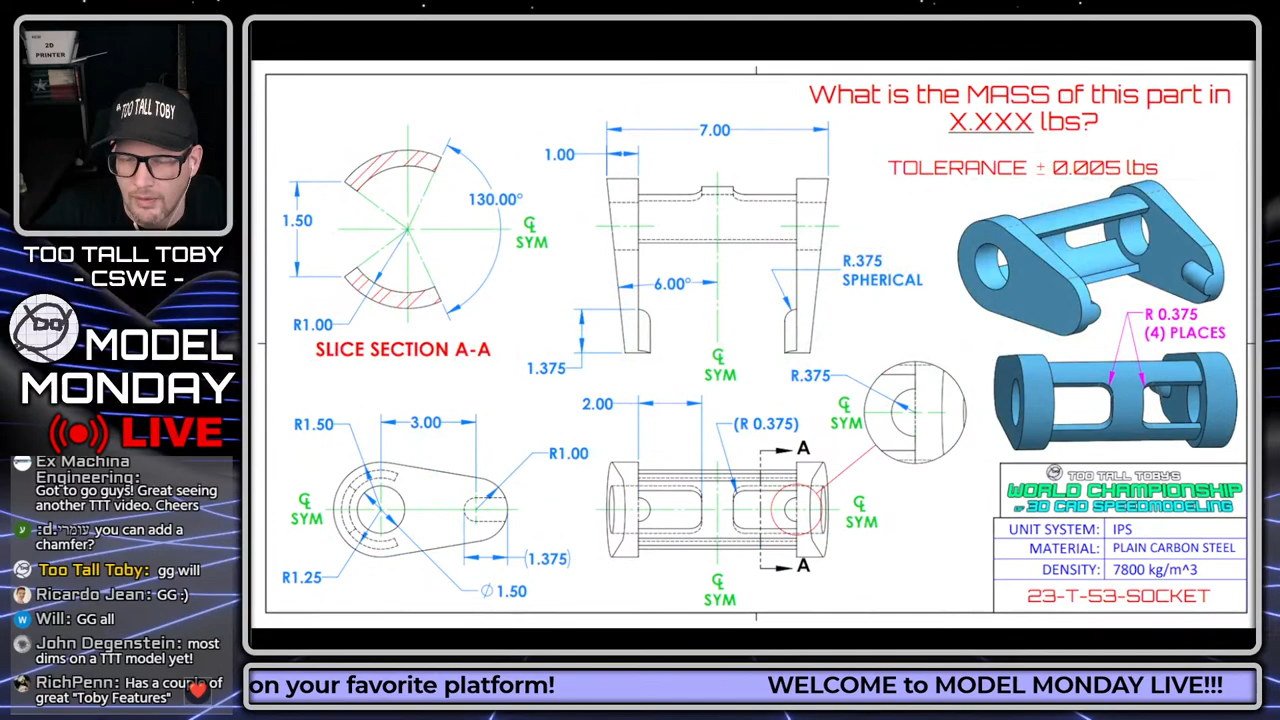 NEW
2D
PRINTER
TOO TALL TOBY
TOO TALL TOBY
- CSWE -
MODEL
MONDAY
LIVE
Ex Machina
Engineering:
Got to go guys! Great seeing
another TTT video. Cheers
:d. עומרי you can add a
chamfer?
Too Tall Toby: gg will
Ricardo Jean: GG :)
Will: GG all
John Degenstein: most
dims on a TTT model yet!
RichPenn: Has a couple of
great "Toby Features"
What is the MASS of this part in
X.XXX lbs?
TOLERANCE ± 0.005 lbs
1.50
130.00°
℄
SYM
R1.00
SLICE SECTION A-A
7.00
1.00
6.00°
R.375
SPHERICAL
1.375
℄
SYM
R 0.375
(4) PLACES
R.375
℄
SYM
R1.50
3.00
R1.00
℄
SYM
R1.25
(1.375)
∅1.50
2.00
(R 0.375)
A
A
℄
SYM
℄
SYM
TOO TALL TOBY'S
WORLD CHAMPIONSHIP
OF 3D CAD SPEEDMODELING
UNIT SYSTEM: IPS
MATERIAL: PLAIN CARBON STEEL
DENSITY: 7800 kg/m^3
23-T-53-SOCKET
on your favorite platform! WELCOME to MODEL MONDAY LIVE!!!